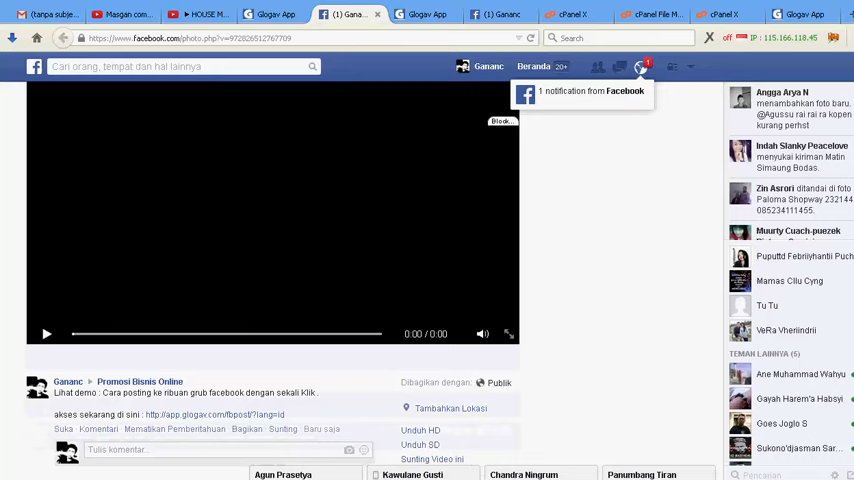 (tanpa subje...
Masgan com...
► HOUSE M...
Glogav App
(1) Gana...
Glogav App
(1) Gananc
cPanel X
cPanel File M...
cPanel X
Glogav App
https://www.facebook.com/photo.php?v=972826512767709
Search
off
IP : 115.166.118.45
Cari orang, tempat dan hal lainnya
Gananc
Beranda 20+
1
1 notification from Facebook
Block...
0:00 / 0:00
Gananc ► Promosi Bisnis Online
Lihat demo : Cara posting ke ribuan grub facebook dengan sekali Klik .
akses sekarang di sini : http://app.glogav.com/fbpost/?lang=id
Suka · Komentari · Mematikan Pemberitahuan · Bagikan · Sunting · Baru saja
Tulis komentar...
Dibagikan dengan: Publik
Tambahkan Lokasi
Unduh HD
Unduh SD
Sunting Video ini
Angga Arya N
menambahkan foto baru.
@Agussu rai rai ra kopen
kurang perhst
Indah Slanky Peacelove
menyukai kiriman Matin
Simaung Bodas.
Zin Asrori ditandai di foto
Paloma Shopway 232144
085234111455.
Muurty Cuach-puezek
Puputtd Febriiyhantii Puch
Mamas Cllu Cyng
Tu Tu
VeRa Vheriindrii
TEMAN LAINNYA (5)
Ane Muhammad Wahyu
Gayah Harem'a Habsyi
Goes Joglo S
Sukono'djasman Sar...
Pencarian
Agun Prasetya
Kawulane Gusti
Chandra Ningrum
Panumbang Tiran